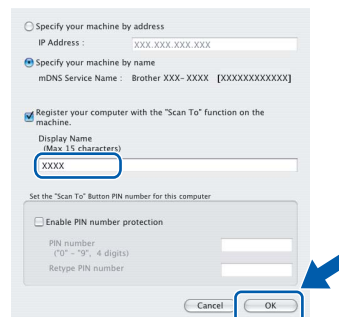 Specify your machine by address
IP Address : XXX.XXX.XXX.XXX
Specify your machine by name
mDNS Service Name : Brother XXX- XXXX [XXXXXXXXXXXX]
Register your computer with the "Scan To" function on the
machine.
Display Name
(Max 15 characters)
XXXX
Set the "Scan To" Button PIN number for this computer
Enable PIN number protection
PIN number
("0" - "9", 4 digits)
Retype PIN number
Cancel OK